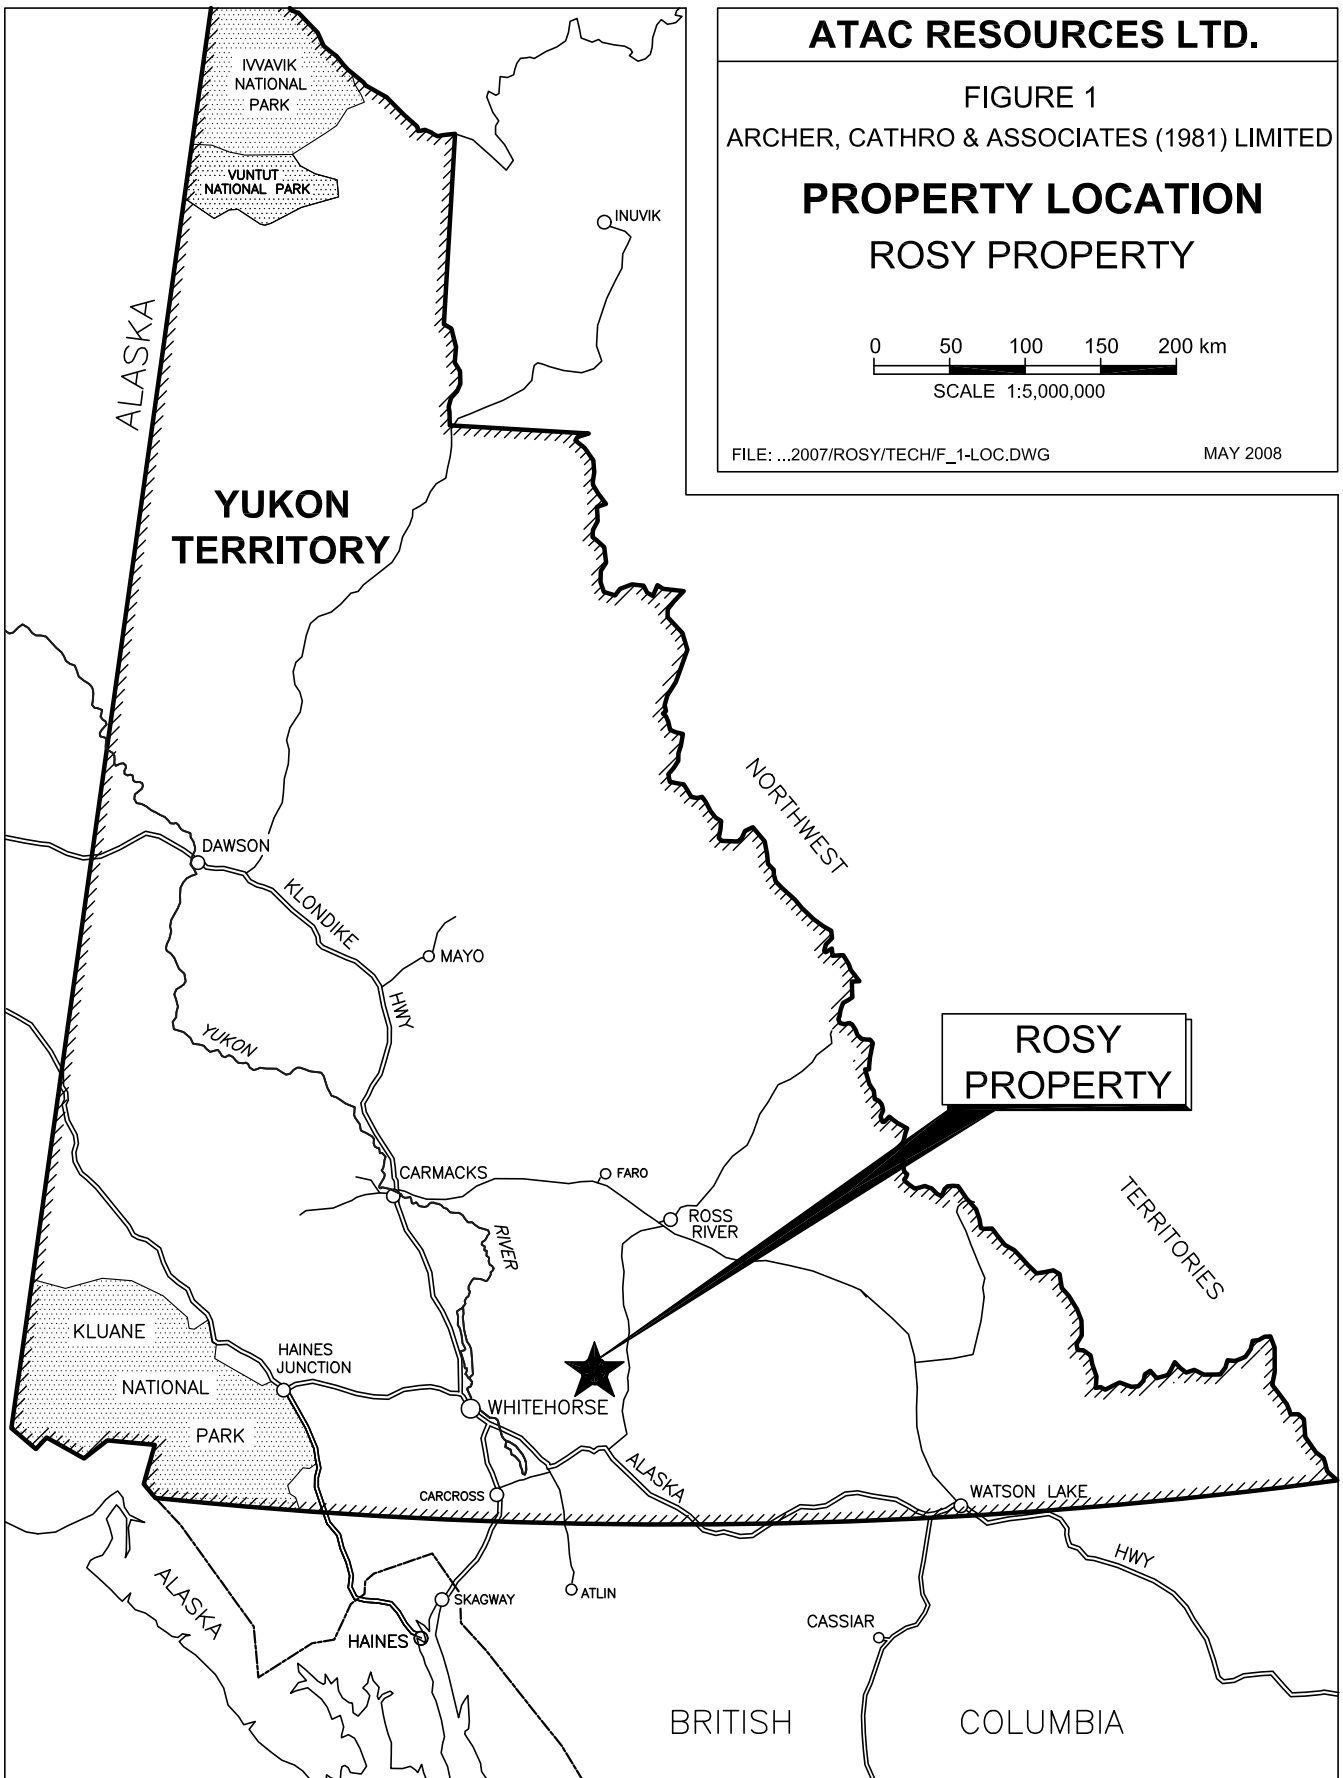 ATAC RESOURCES LTD.
FIGURE 1
ARCHER, CATHRO & ASSOCIATES (1981) LIMITED
PROPERTY LOCATION
ROSY PROPERTY
0 50 100 150 200 km
SCALE 1:5,000,000
FILE: ...2007/ROSY/TECH/F_1-LOC.DWG
MAY 2008
IVVAVIK
NATIONAL
PARK
VUNTUT
NATIONAL PARK
INUVIK
ALASKA
YUKON
TERRITORY
NORTHWEST
DAWSON
KLONDIKE
MAYO
HWY
YUKON
ROSY
PROPERTY
CARMACKS
FARO
ROSS
RIVER
RIVER
TERRITORIES
KLUANE
NATIONAL
PARK
HAINES
JUNCTION
WHITEHORSE
ALASKA
CARCROSS
WATSON LAKE
HWY
ALASKA
SKAGWAY
ATLIN
HAINES
CASSIAR
BRITISH
COLUMBIA